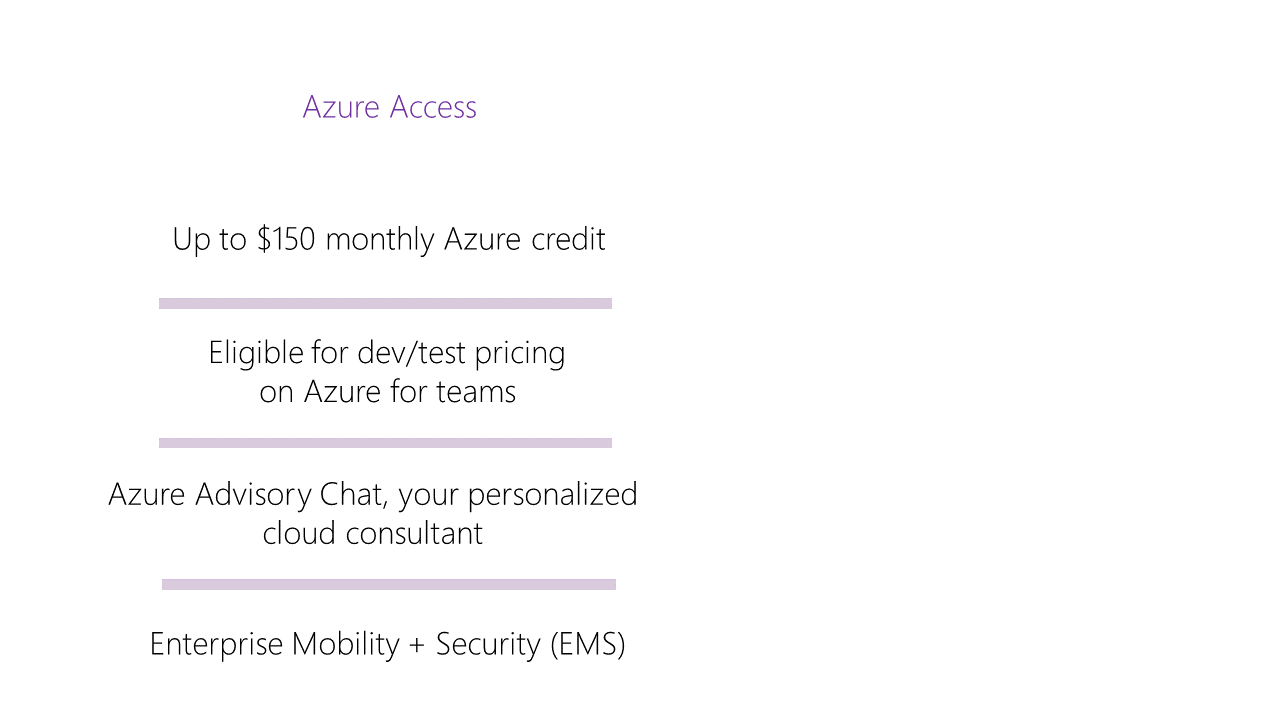 Azure Access
Up to $150 monthly Azure credit
Eligible for dev/test pricing
on Azure for teams
Azure Advisory Chat, your personalized
cloud consultant
Enterprise Mobility + Security (EMS)